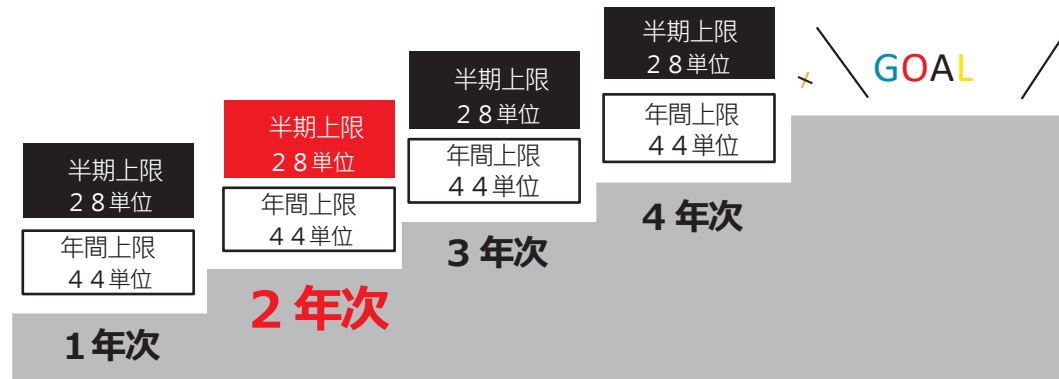 半期上限
２８単位
年間上限
４４単位
1年次
半期上限
２８単位
年間上限
４４単位
2年次
半期上限
２８単位
年間上限
４４単位
3年次
半期上限
２８単位
年間上限
４４単位
4年次
GOAL